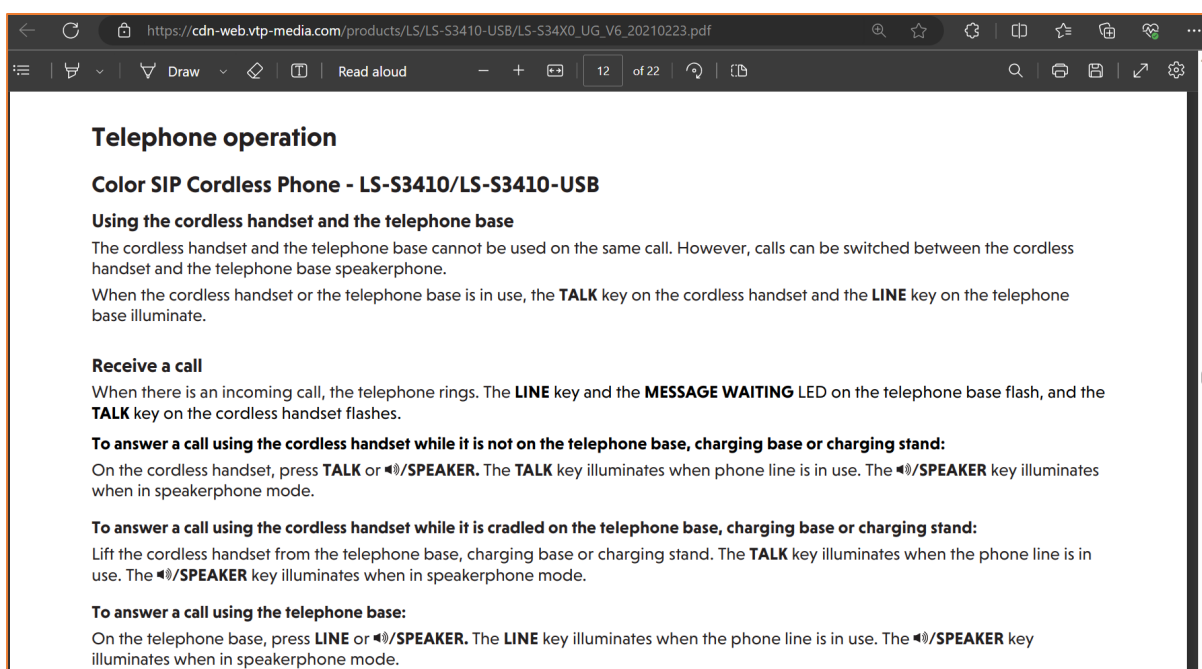 https://cdn-web.vtp-media.com/products/LS/LS-S3410-USB/LS-S34X0_UG_V6_20210223.pdf
Draw
Read aloud
12 of 22
Telephone operation
Color SIP Cordless Phone - LS-S3410/LS-S3410-USB
Using the cordless handset and the telephone base
The cordless handset and the telephone base cannot be used on the same call. However, calls can be switched between the cordless
handset and the telephone base speakerphone.
When the cordless handset or the telephone base is in use, the TALK key on the cordless handset and the LINE key on the telephone
base illuminate.
Receive a call
When there is an incoming call, the telephone rings. The LINE key and the MESSAGE WAITING LED on the telephone base flash, and the
TALK key on the cordless handset flashes.
To answer a call using the cordless handset while it is not on the telephone base, charging base or charging stand:
On the cordless handset, press TALK or /SPEAKER. The TALK key illuminates when phone line is in use. The /SPEAKER key illuminates
when in speakerphone mode.
To answer a call using the cordless handset while it is cradled on the telephone base, charging base or charging stand:
Lift the cordless handset from the telephone base, charging base or charging stand. The TALK key illuminates when the phone line is in
use. The /SPEAKER key illuminates when in speakerphone mode.
To answer a call using the telephone base:
On the telephone base, press LINE or /SPEAKER. The LINE key illuminates when the phone line is in use. The /SPEAKER key
illuminates when in speakerphone mode.